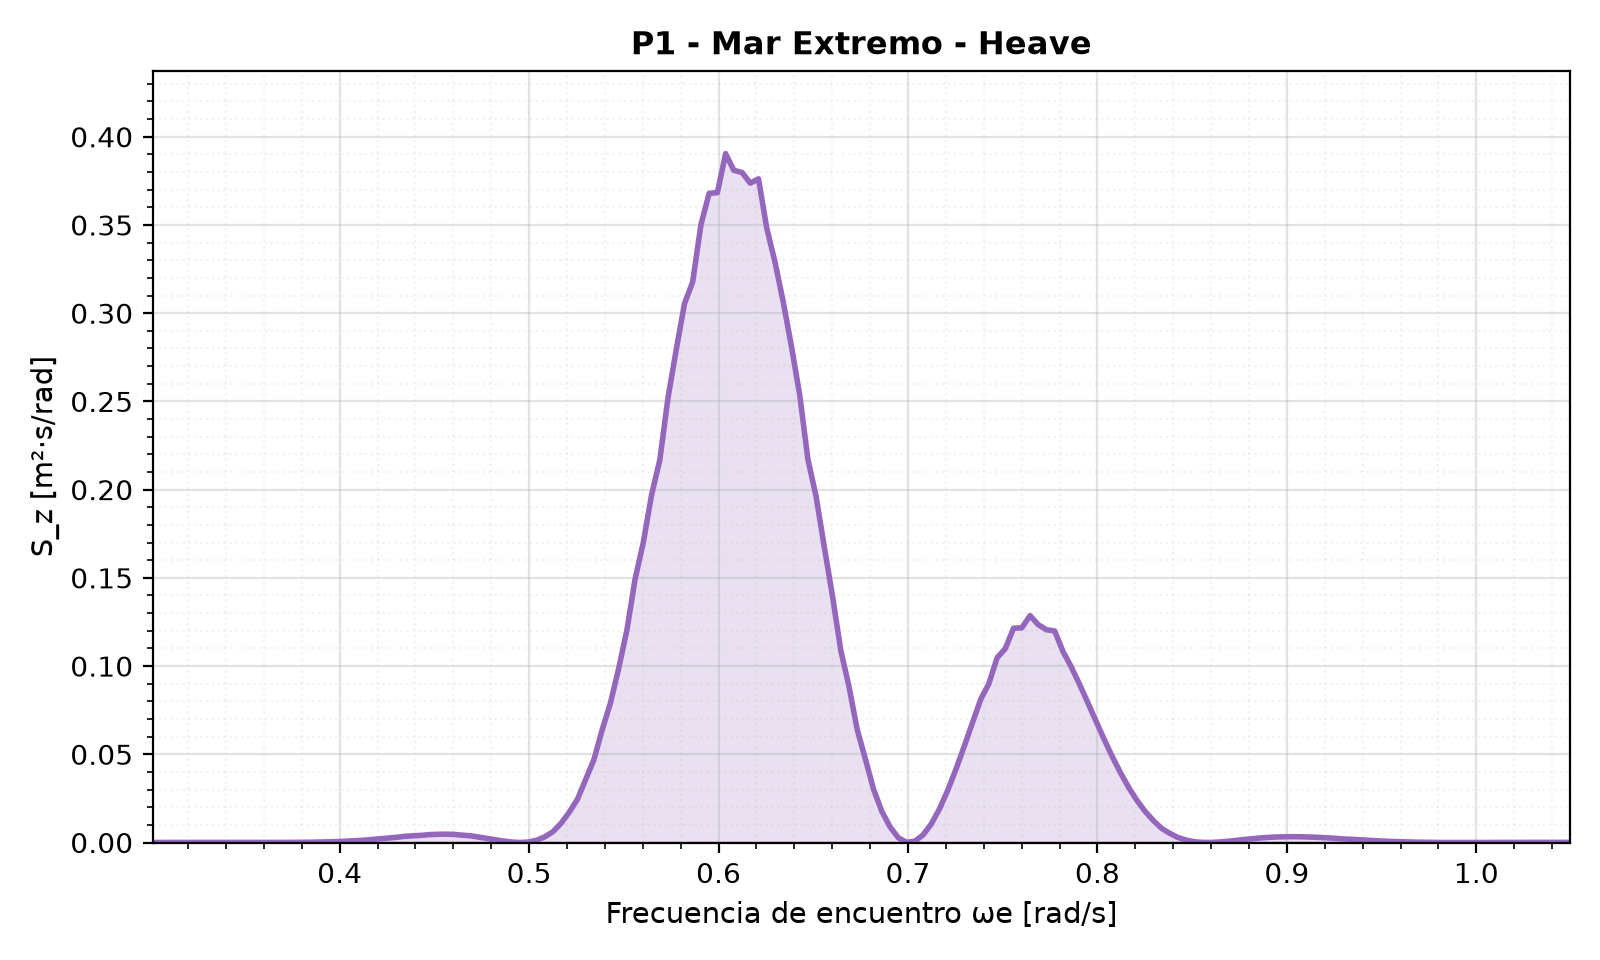 P1 - Mar Extremo - Heave
S_z [m²·s/rad]
0.40
0.35
0.30
0.25
0.20
0.15
0.10
0.05
0.00
0.4 0.5 0.6 0.7 0.8 0.9 1.0
Frecuencia de encuentro ωe [rad/s]